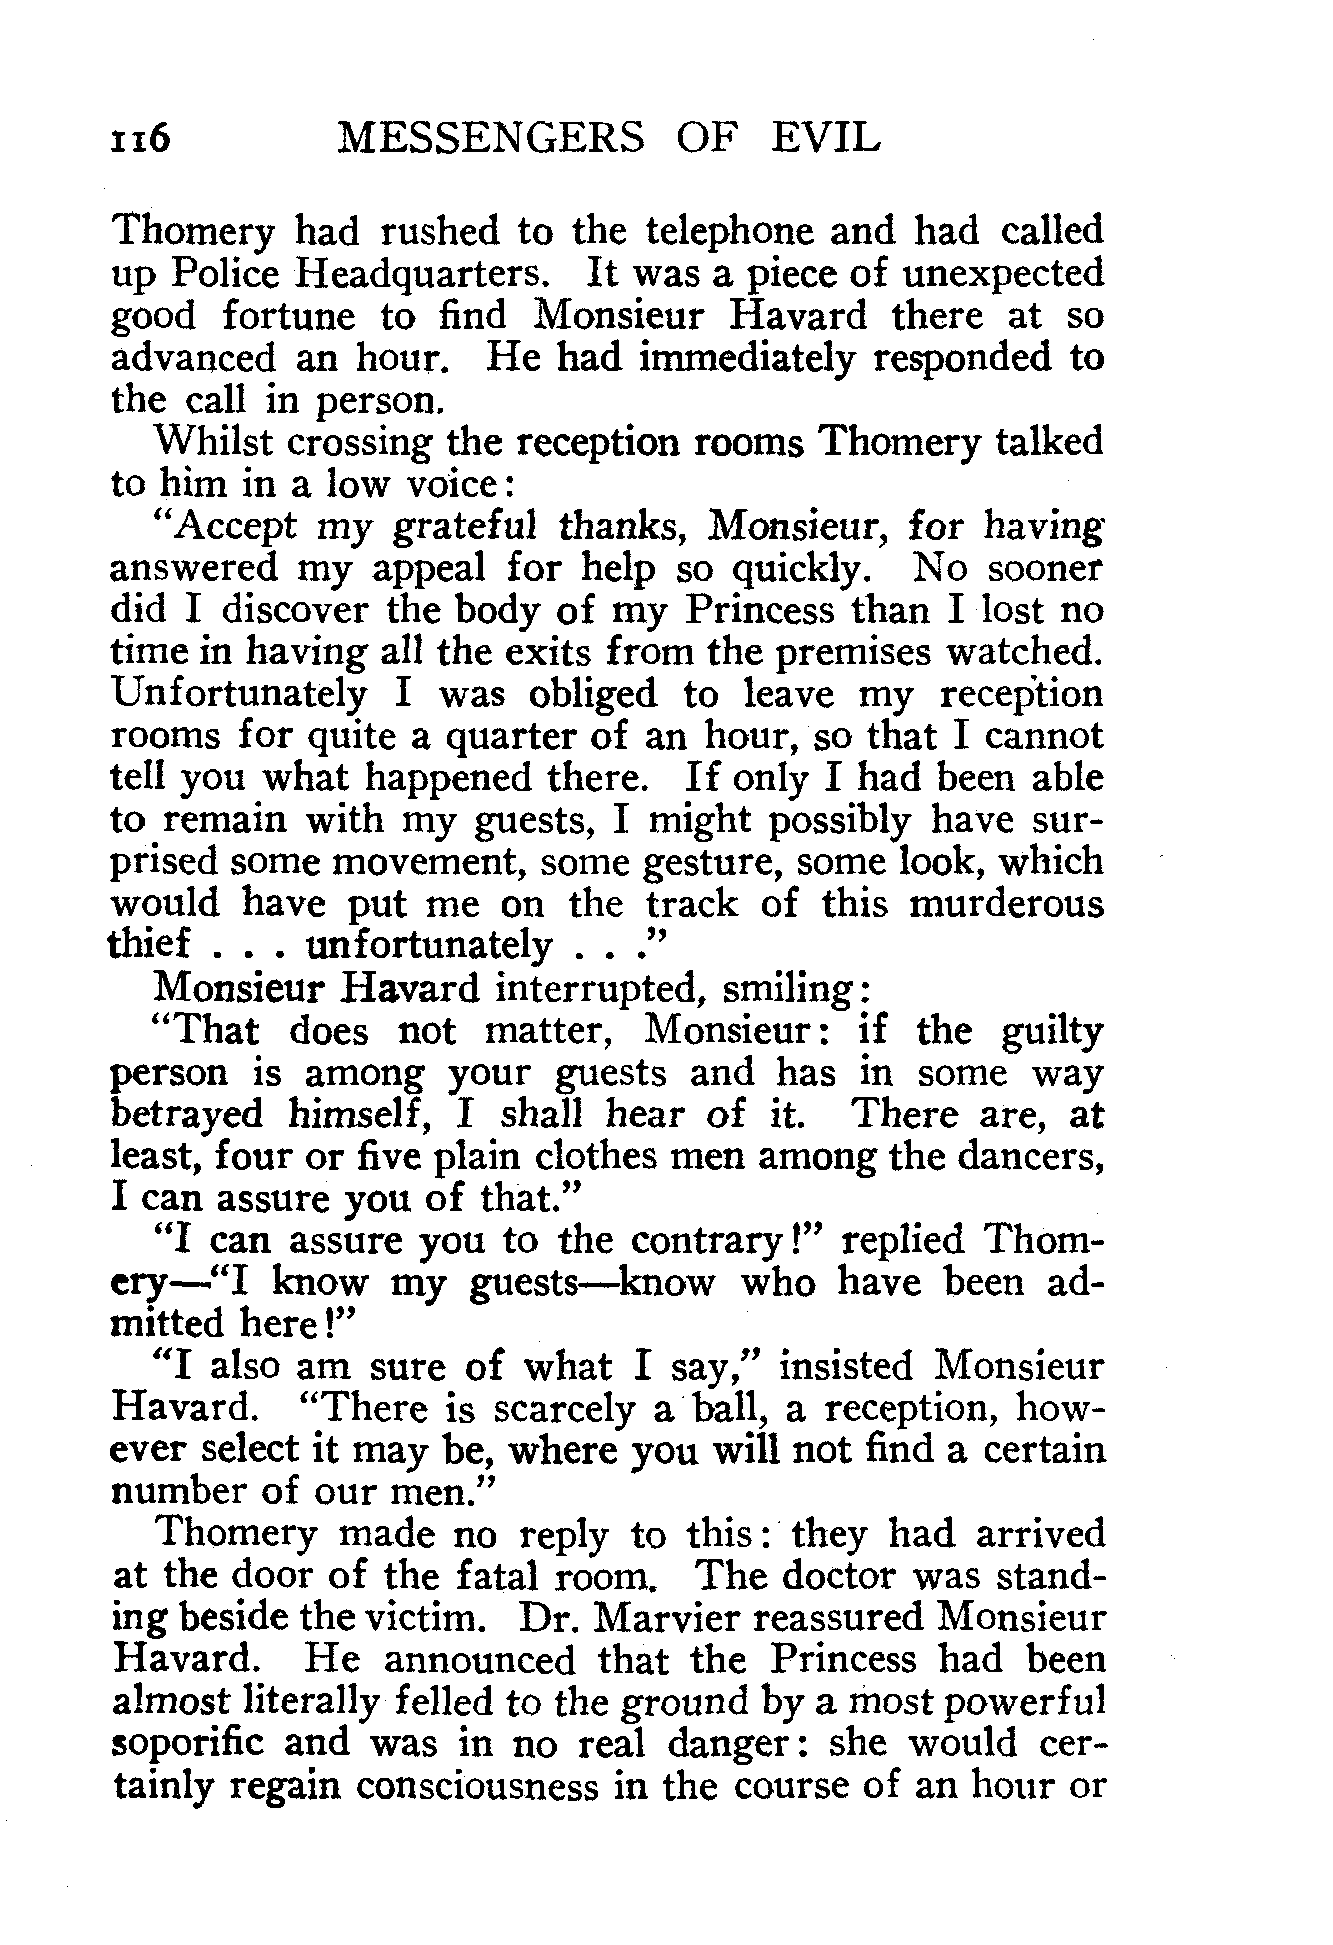 116 MESSENGERS OF EVIL
Thomery had rushed to the telephone and had called
up Police Headquarters. It was a piece of unexpected
good fortune to find Monsieur Havard there at so
advanced an hour. He had immediately responded to
the call in person.
Whilst crossing the reception rooms Thomery talked
to him in a low voice:
"Accept my grateful thanks, Monsieur, for having
answered my appeal for help so quickly. No sooner
did I discover the body of my Princess than I lost no
time in having all the exits from the premises watched.
Unfortunately I was obliged to leave my reception
rooms for quite a quarter of an hour, so that I cannot
tell you what happened there. If only I had been able
to remain with my guests, I might possibly have sur-
prised some movement, some gesture, some look, which
would have put me on the track of this murderous
thief . . . unfortunately . . ."
Monsieur Havard interrupted, smiling:
"That does not matter, Monsieur: if the guilty
person is among your guests and has in some way
betrayed himself, I shall hear of it. There are, at
least, four or five plain clothes men among the dancers,
I can assure you of that."
"I can assure you to the contrary!" replied Thom-
ery—"I know my guests—know who have been ad-
mitted here!"
"I also am sure of what I say," insisted Monsieur
Havard. "There is scarcely a ball, a reception, how-
ever select it may be, where you will not find a certain
number of our men."
Thomery made no reply to this: they had arrived
at the door of the fatal room. The doctor was stand-
ing beside the victim. Dr. Marvier reassured Monsieur
Havard. He announced that the Princess had been
almost literally felled to the ground by a most powerful
soporific and was in no real danger: she would cer-
tainly regain consciousness in the course of an hour or